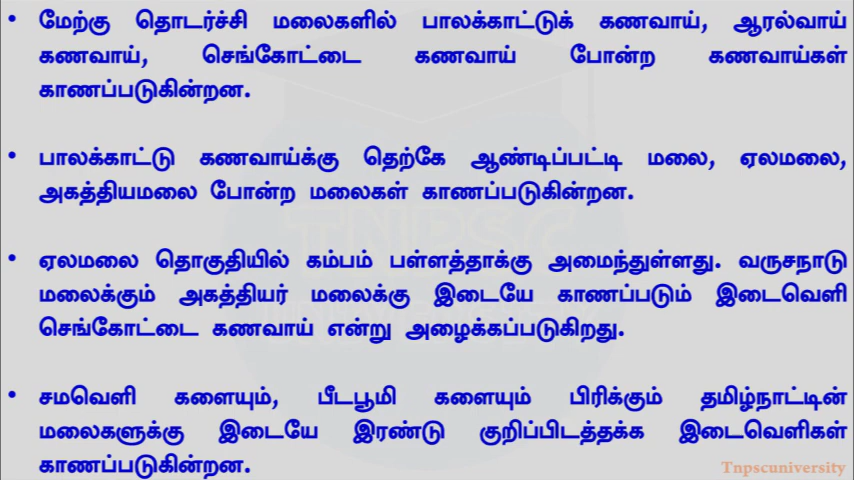 • மேற்கு தொடர்ச்சி மலைகளில் பாலக்காட்டுக் கணவாய், ஆரல்வாய்
கணவாய், செங்கோட்டை கணவாய் போன்ற கணவாய்கள்
காணப்படுகின்றன.
• பாலக்காட்டு கணவாய்க்கு தெற்கே ஆண்டிப்பட்டி மலை, ஏலமலை,
அகத்தியமலை போன்ற மலைகள் காணப்படுகின்றன.
• ஏலமலை தொகுதியில் கம்பம் பள்ளத்தாக்கு அமைந்துள்ளது. வருசநாடு
மலைக்கும் அகத்தியர் மலைக்கு இடையே காணப்படும் இடைவெளி
செங்கோட்டை கணவாய் என்று அழைக்கப்படுகிறது.
• சமவெளி களையும், பீடபூமி களையும் பிரிக்கும் தமிழ்நாட்டின்
மலைகளுக்கு இடையே இரண்டு குறிப்பிடத்தக்க இடைவெளிகள்
காணப்படுகின்றன.
Tnpscuniversity